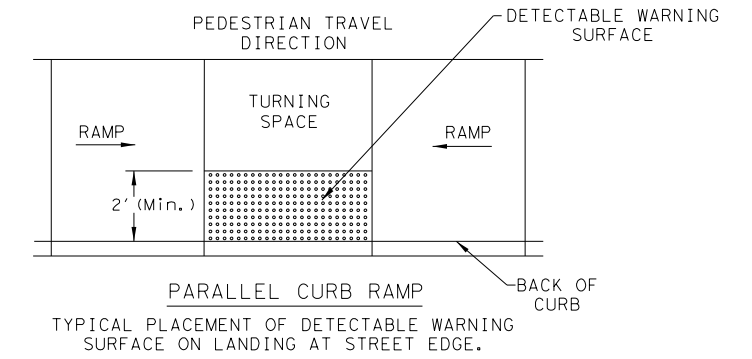 PEDESTRIAN TRAVEL
DIRECTION
DETECTABLE WARNING
SURFACE
TURNING
SPACE
RAMP
RAMP
2' (Min.)
BACK OF
CURB
PARALLEL CURB RAMP
TYPICAL PLACEMENT OF DETECTABLE WARNING
SURFACE ON LANDING AT STREET EDGE.